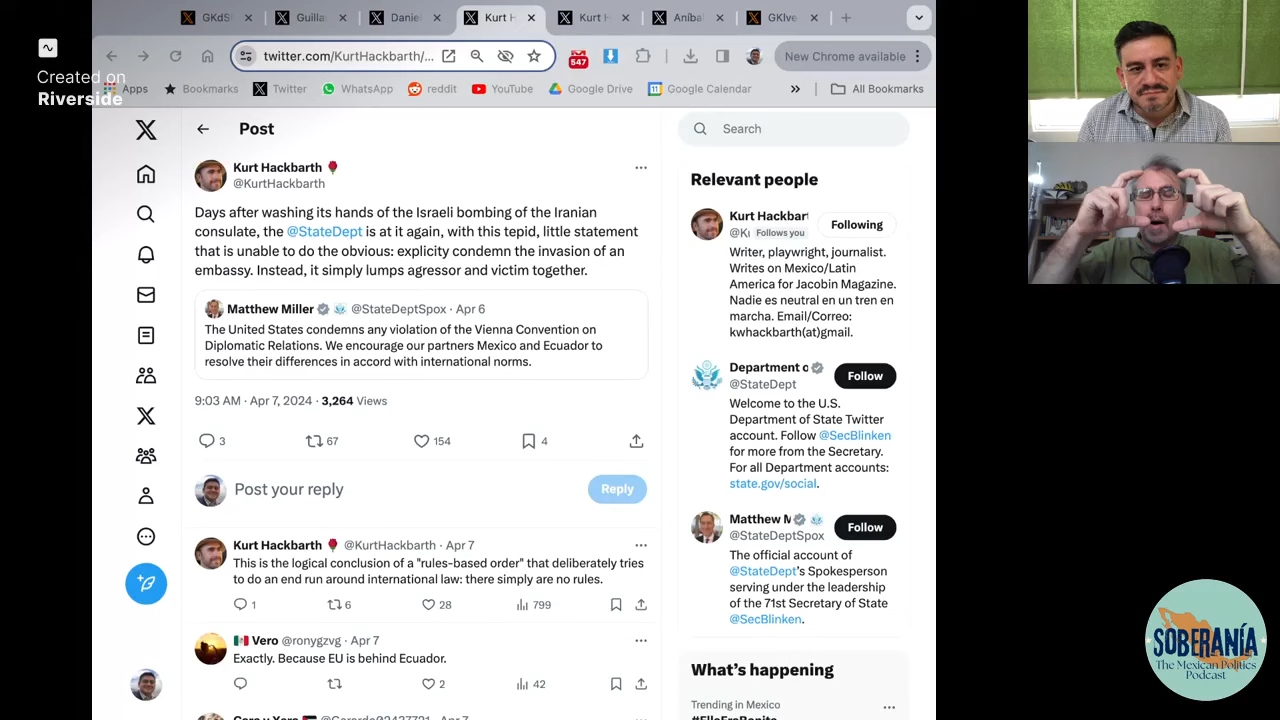 GKdS
Guilla
Daniel
Kurt H
Kurt H
Aníba
GKIve
Created on
Riverside
twitter.com/KurtHackbarth/...
547
New Chrome available
Apps
Bookmarks
Twitter
WhatsApp
reddit
YouTube
Google Drive
Google Calendar
All Bookmarks
Post
Kurt Hackbarth
@KurtHackbarth
Days after washing its hands of the Israeli bombing of the Iranian
consulate, the @StateDept is at it again, with this tepid, little statement
that is unable to do the obvious: explicity condemn the invasion of an
embassy. Instead, it simply lumps agressor and victim together.
Matthew Miller @StateDeptSpox · Apr 6
The United States condemns any violation of the Vienna Convention on
Diplomatic Relations. We encourage our partners Mexico and Ecuador to
resolve their differences in accord with international norms.
9:03 AM · Apr 7, 2024 · 3,264 Views
3
67
154
4
Post your reply
Reply
Kurt Hackbarth @KurtHackbarth · Apr 7
This is the logical conclusion of a "rules-based order" that deliberately tries
to do an end run around international law: there simply are no rules.
1
6
28
799
Vero @ronygzvg · Apr 7
Exactly. Because EU is behind Ecuador.
2
42
Search
Relevant people
Kurt Hackbart
Follows you
Following
Writer, playwright, journalist.
Writes on Mexico/Latin
America for Jacobin Magazine.
Nadie es neutral en un tren en
marcha. Email/Correo:
kwhackbarth(at)gmail.
Department o
@StateDept
Follow
Welcome to the U.S.
Department of State Twitter
account. Follow @SecBlinken
for more from the Secretary.
For all Department accounts:
state.gov/social.
Matthew M
@StateDeptSpox
Follow
The official account of
@StateDept's Spokesperson
serving under the leadership
of the 71st Secretary of State
@SecBlinken.
What's happening
Trending in Mexico
SOBERANÍA
The Mexican Politics
Podcast